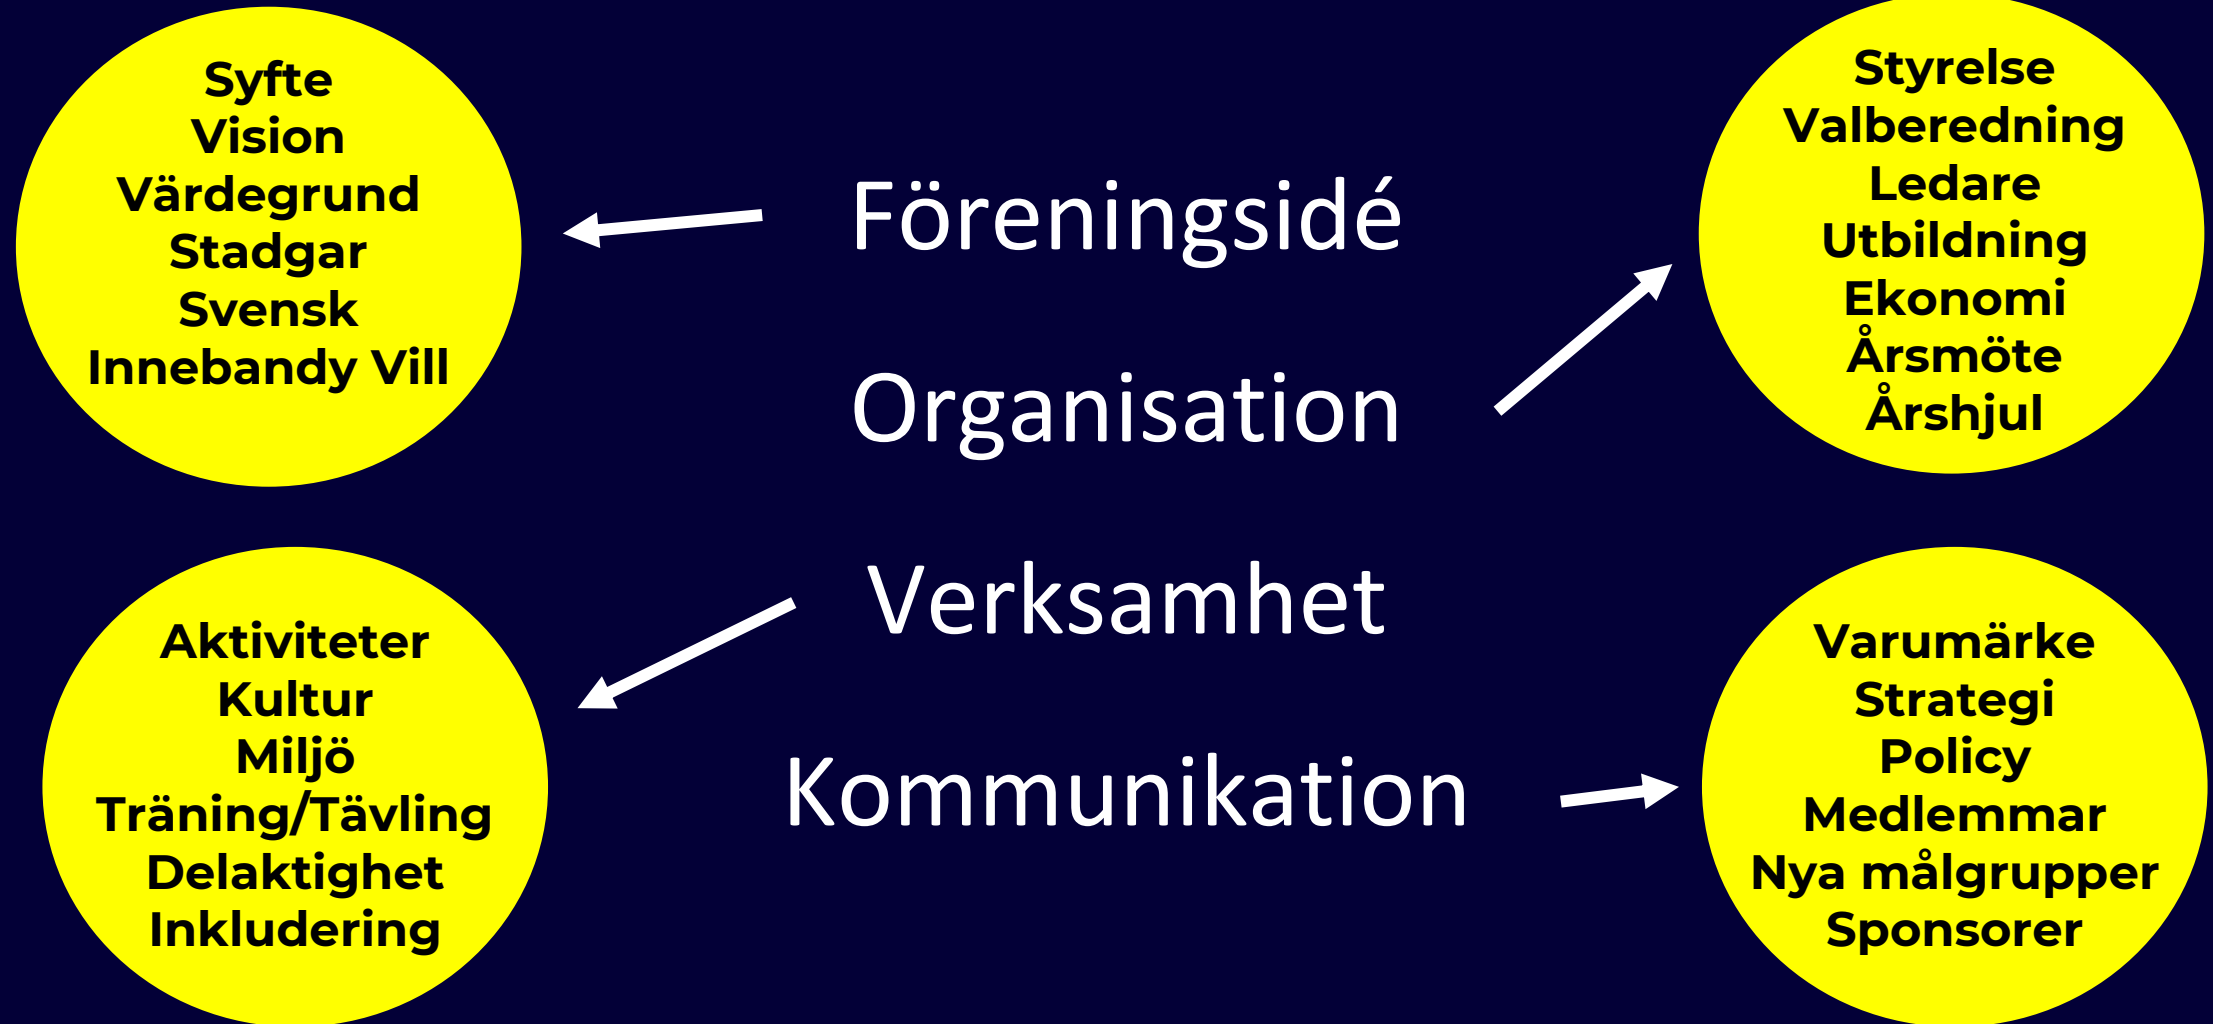 Syfte
Vision
Värdegrund
Stadgar
Svensk
Innebandy Vill
Föreningsidé
Organisation
Verksamhet
Kommunikation
Styrelse
Valberedning
Ledare
Utbildning
Ekonomi
Årsmöte
Årshjul
Aktiviteter
Kultur
Miljö
Träning/Tävling
Delaktighet
Inkludering
Varumärke
Strategi
Policy
Medlemmar
Nya målgrupper
Sponsorer